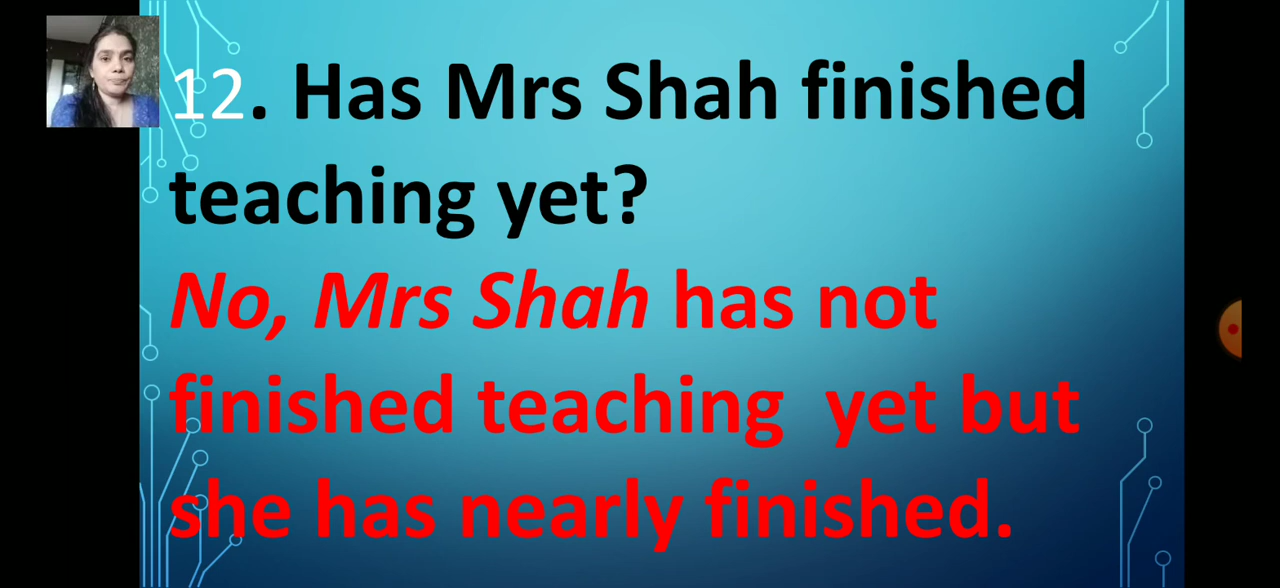 12. Has Mrs Shah finished
teaching yet?
No, Mrs Shah has not
finished teaching  yet but
she has nearly finished.